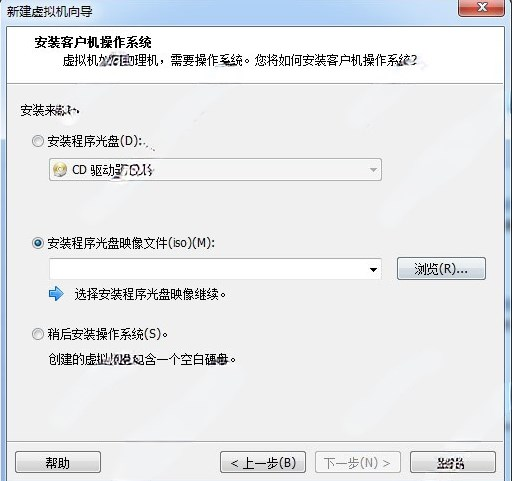 新建虚拟机向导
安装客户机操作系统
虚拟机如同物理机，需要操作系统。您将如何安装客户机操作系统?
安装来源:
安装程序光盘(D):
CD 驱动器
安装程序光盘映像文件(iso)(M):
浏览(R)...
选择安装程序光盘映像继续。
稍后安装操作系统(S)。
创建的虚拟机将包含一个空白硬盘。
帮助
< 上一步(B)
下一步(N) >